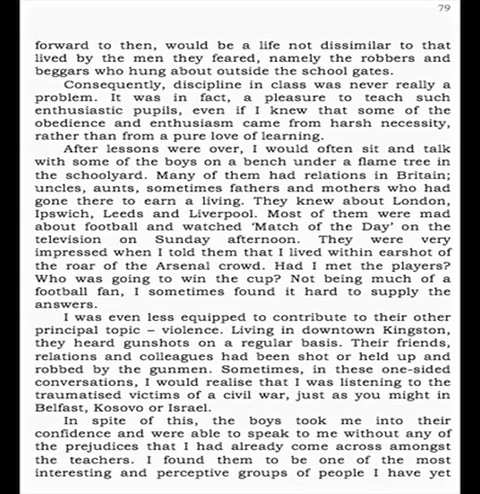 79
forward to then, would be a life not dissimilar to that
lived by the men they feared, namely the robbers and
beggars who hung about outside the school gates.
Consequently, discipline in class was never really a
problem. It was in fact, a pleasure to teach such
enthusiastic pupils, even if I knew that some of the
obedience and enthusiasm came from harsh necessity,
rather than from a pure love of learning.
After lessons were over, I would often sit and talk
with some of the boys on a bench under a flame tree in
the schoolyard. Many of them had relations in Britain;
uncles, aunts, sometimes fathers and mothers who had
gone there to earn a living. They knew about London,
Ipswich, Leeds and Liverpool. Most of them were mad
about football and watched ‘Match of the Day’ on the
television on Sunday afternoon. They were very
impressed when I told them that I lived within earshot of
the roar of the Arsenal crowd. Had I met the players?
Who was going to win the cup? Not being much of a
football fan, I sometimes found it hard to supply the
answers.
I was even less equipped to contribute to their other
principal topic – violence. Living in downtown Kingston,
they heard gunshots on a regular basis. Their friends,
relations and colleagues had been shot or held up and
robbed by the gunmen. Sometimes, in these one-sided
conversations, I would realise that I was listening to the
traumatised victims of a civil war, just as you might in
Belfast, Kosovo or Israel.
In spite of this, the boys took me into their
confidence and were able to speak to me without any of
the prejudices that I had already come across amongst
the teachers. I found them to be one of the most
interesting and perceptive groups of people I have yet